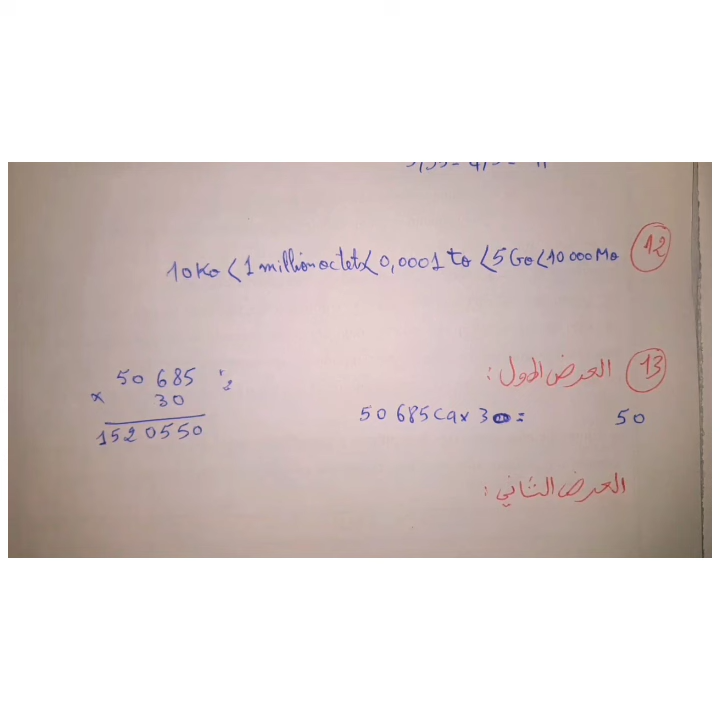 10Ko < 1 million octet < 0,0001 to < 5 Go < 10 000 Mo 12
13 العرض الأول :
50 685 ca x 30 = 50
العرض الثاني :
50 685
x 30
1520550